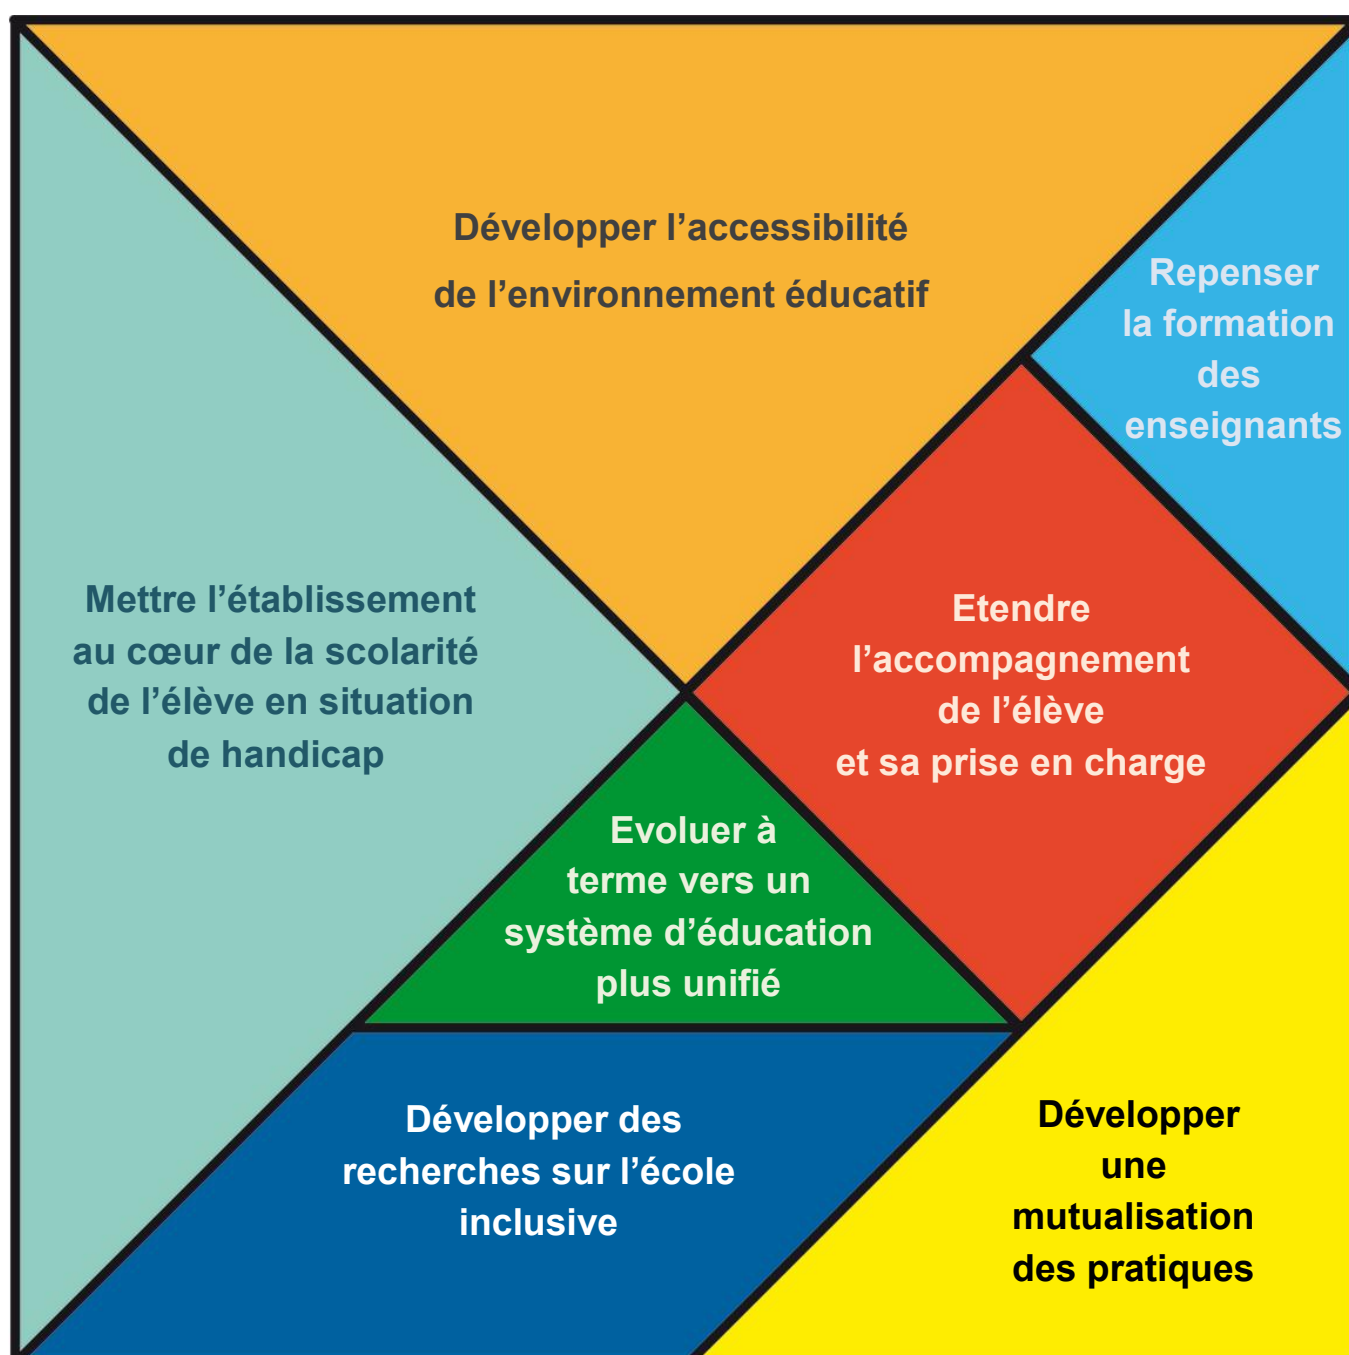 Développer l’accessibilité
de l’environnement éducatif
Repenser
la formation
des
enseignants
Mettre l’établissement
au cœur de la scolarité
de l’élève en situation
de handicap
Etendre
l’accompagnement
de l’élève
et sa prise en charge
Evoluer à
terme vers un
système d’éducation
plus unifié
Développer des
recherches sur l’école
inclusive
Développer
une
mutualisation
des pratiques